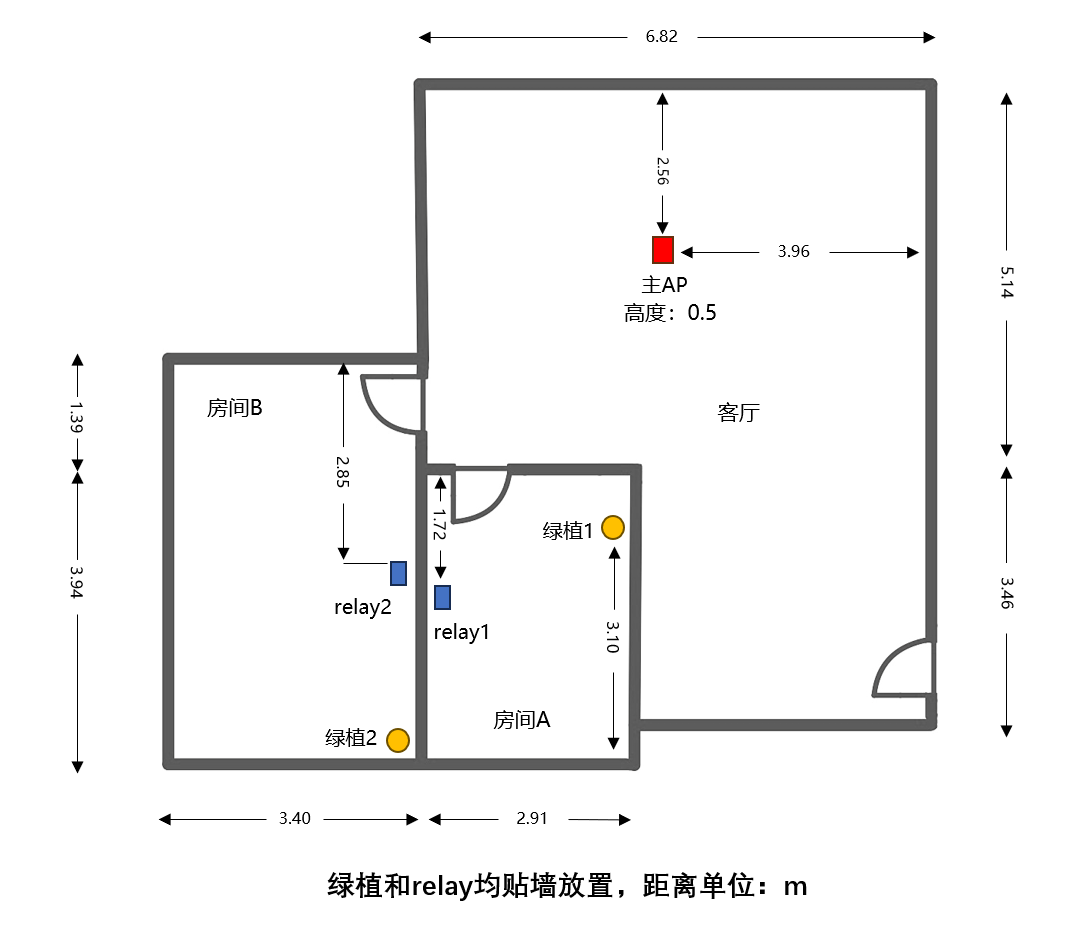 6.82
2.56
3.96
主AP
高度：0.5
5.14
客厅
房间B
1.39
2.85
1.72
绿植1
3.94
relay2
relay1
3.10
3.46
房间A
绿植2
3.40
2.91
绿植和relay均贴墙放置，距离单位：m